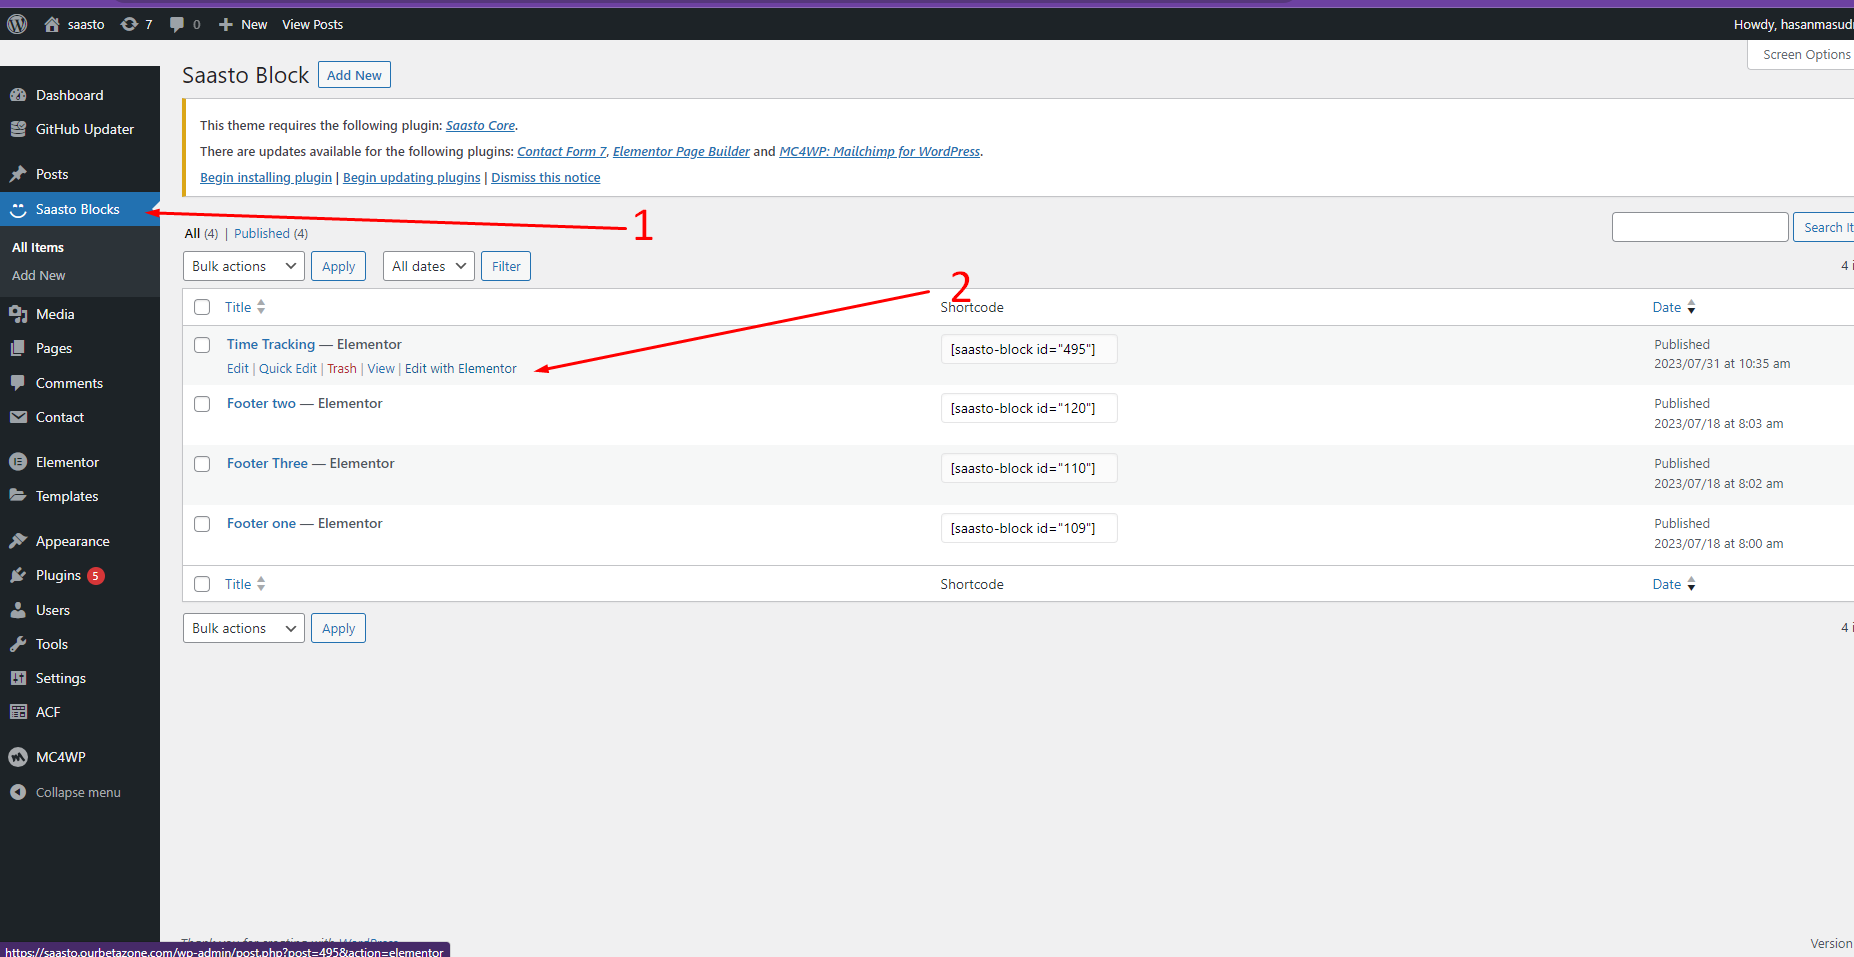 saasto 7 0 New View Posts Howdy, hasanmasud
Screen Options
Saasto Block Add New
This theme requires the following plugin: Saasto Core.
There are updates available for the following plugins: Contact Form 7, Elementor Page Builder and MC4WP: Mailchimp for WordPress.
Begin installing plugin | Begin updating plugins | Dismiss this notice
Dashboard
GitHub Updater
Posts
Saasto Blocks
All Items
Add New
Media
Pages
Comments
Contact
Elementor
Templates
Appearance
Plugins 5
Users
Tools
Settings
ACF
MC4WP
Collapse menu
1
All (4) | Published (4)
Search It
Bulk actions Apply All dates Filter
4 i
2
Title Shortcode Date
Time Tracking — Elementor
Edit | Quick Edit | Trash | View | Edit with Elementor
[saasto-block id="495"]
Published
2023/07/31 at 10:35 am
Footer two — Elementor
[saasto-block id="120"]
Published
2023/07/18 at 8:03 am
Footer Three — Elementor
[saasto-block id="110"]
Published
2023/07/18 at 8:02 am
Footer one — Elementor
[saasto-block id="109"]
Published
2023/07/18 at 8:00 am
Title Shortcode Date
Bulk actions Apply
4 i
Thank you for creating with WordPress
Version
https://saasto.ourbetazone.com/wp-admin/post.php?post=495&action=elementor